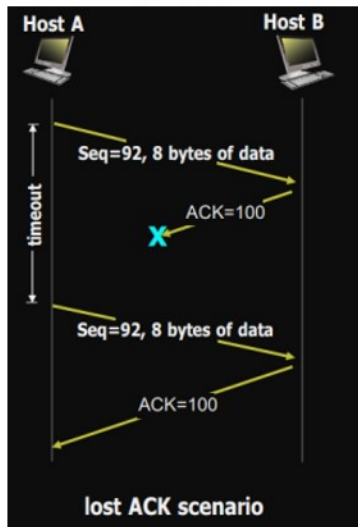 Host A
Host B
Seq=92, 8 bytes of data
ACK=100
X
timeout
Seq=92, 8 bytes of data
ACK=100
lost ACK scenario